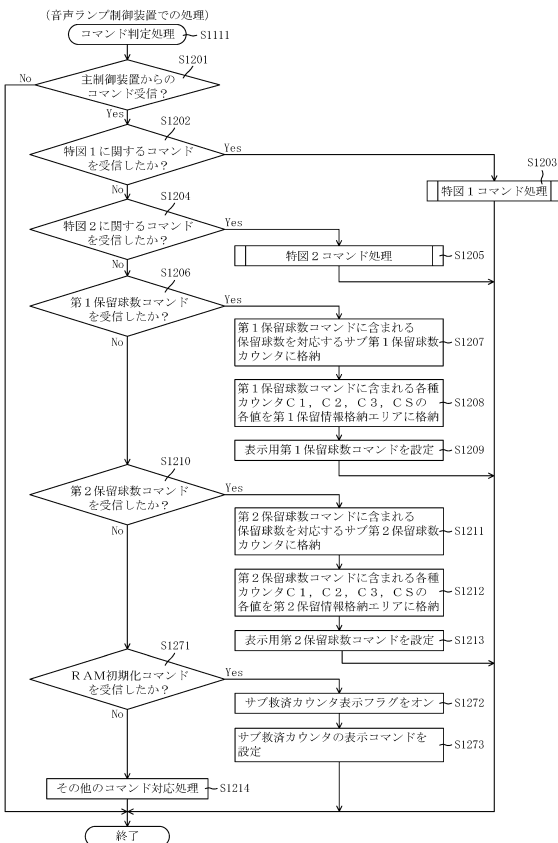 （音声ランプ制御装置での処理）
コマンド判定処理
S1111
S1201
主制御装置からの
コマンド受信？
No
Yes
S1202
特図１に関するコマンド
を受信したか？
Yes
No
S1203
特図１コマンド処理
S1204
特図２に関するコマンド
を受信したか？
Yes
No
特図２コマンド処理
S1205
S1206
第１保留球数コマンド
を受信したか？
Yes
No
第１保留球数コマンドに含まれる
保留球数を対応するサブ第１保留球数
カウンタに格納
S1207
第１保留球数コマンドに含まれる各種
カウンタＣ１，Ｃ２，Ｃ３，ＣＳの
各値を第１保留情報格納エリアに格納
S1208
表示用第１保留球数コマンドを設定
S1209
S1210
第２保留球数コマンド
を受信したか？
Yes
No
第２保留球数コマンドに含まれる
保留球数を対応するサブ第２保留球数
カウンタに格納
S1211
第２保留球数コマンドに含まれる各種
カウンタＣ１，Ｃ２，Ｃ３，ＣＳの
各値を第２保留情報格納エリアに格納
S1212
表示用第２保留球数コマンドを設定
S1213
S1271
ＲＡＭ初期化コマンド
を受信したか？
Yes
No
サブ救済カウンタ表示フラグをオン
S1272
サブ救済カウンタの表示コマンドを
設定
S1273
その他のコマンド対応処理
S1214
終了